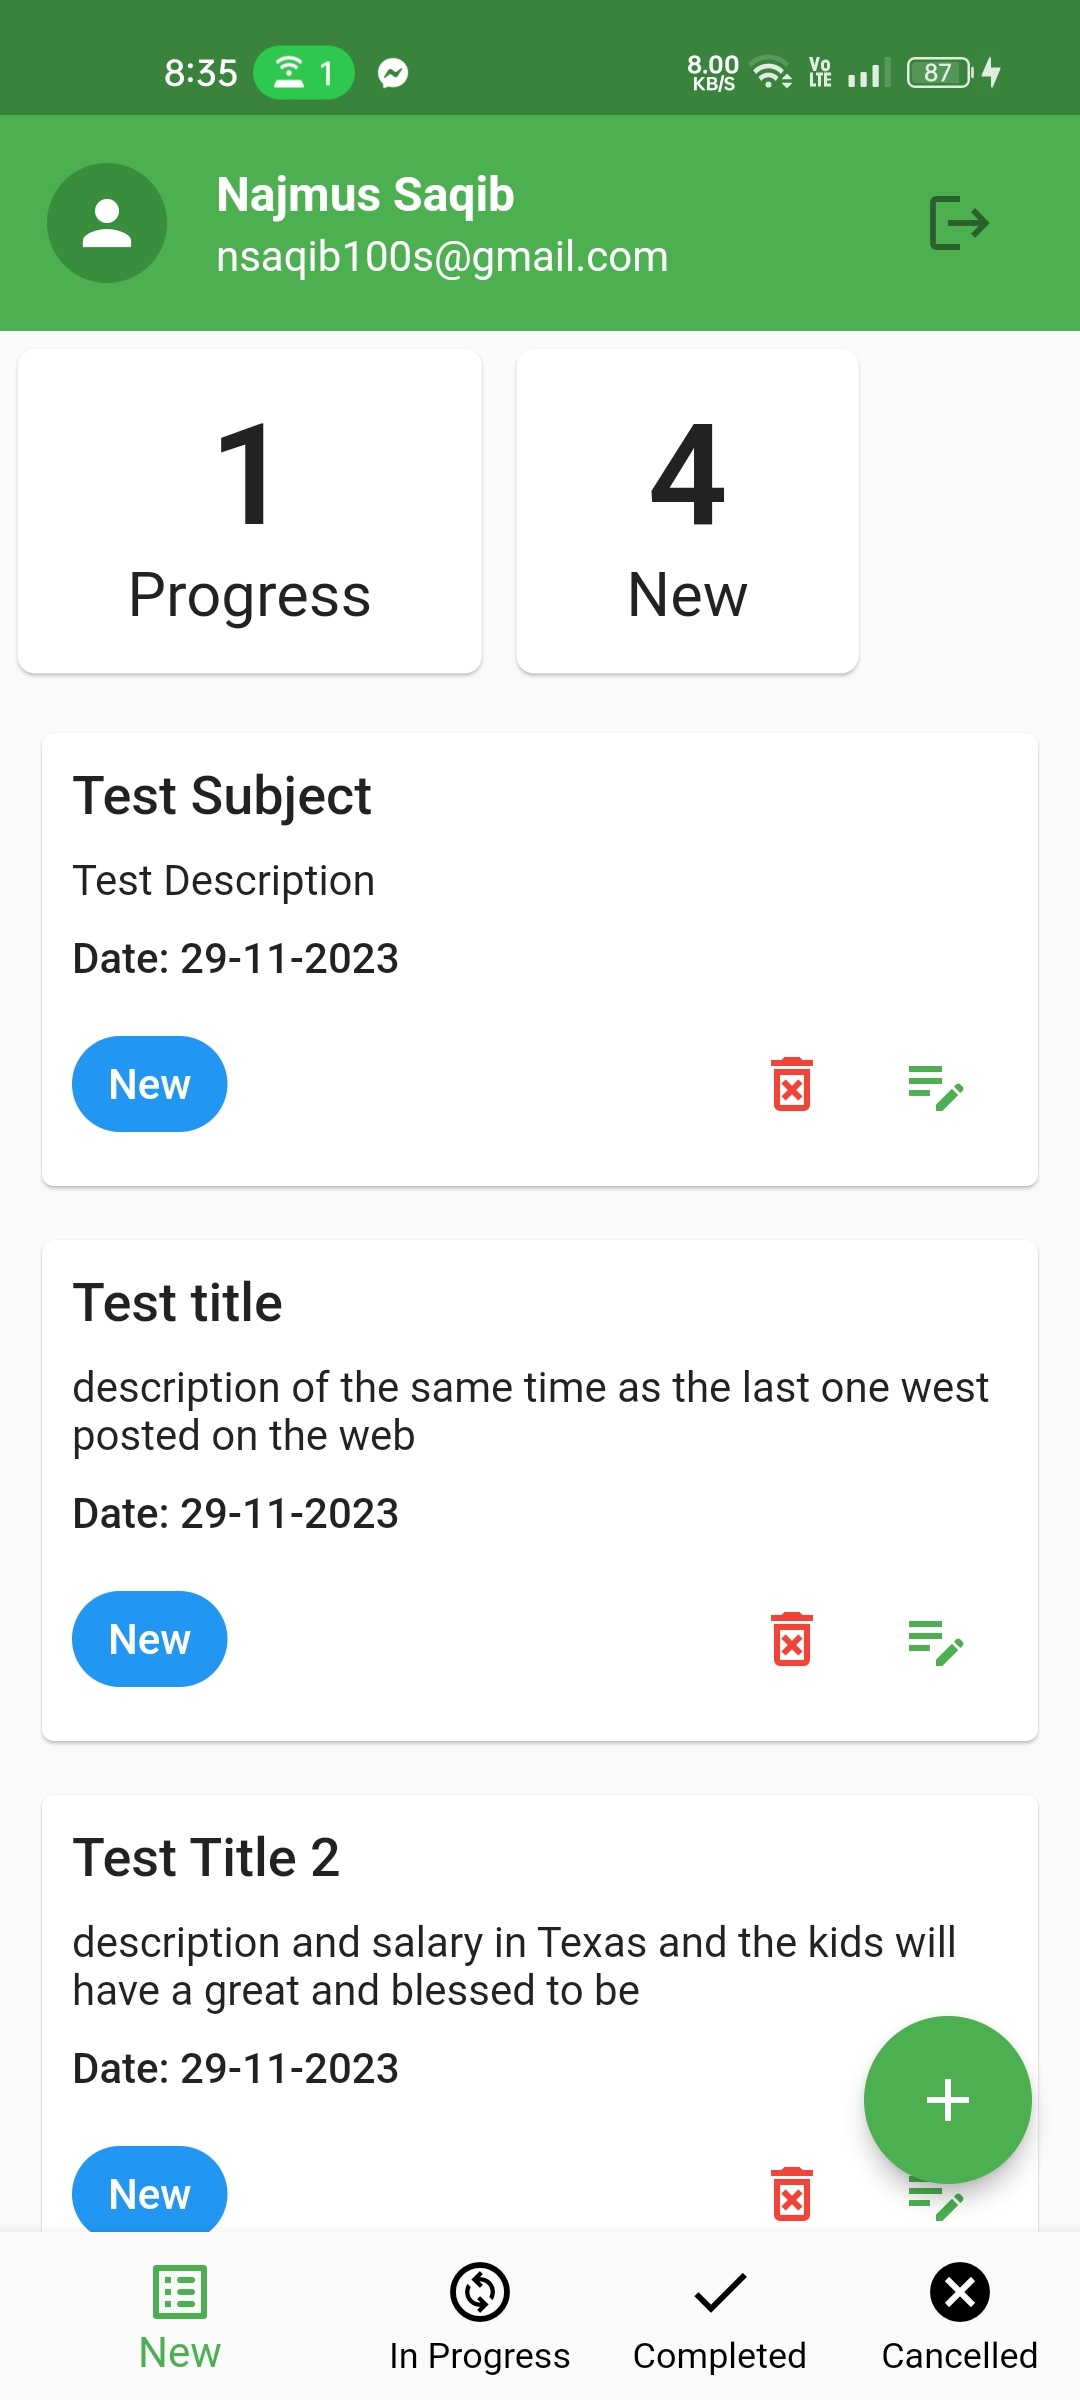 8:35 1 8.00 KB/S Vo LTE 87
Najmus Saqib
nsaqib100s@gmail.com
1 4
Progress New
Test Subject
Test Description
Date: 29-11-2023
New
Test title
description of the same time as the last one west
posted on the web
Date: 29-11-2023
New
Test Title 2
description and salary in Texas and the kids will
have a great and blessed to be
Date: 29-11-2023
New
New In Progress Completed Cancelled